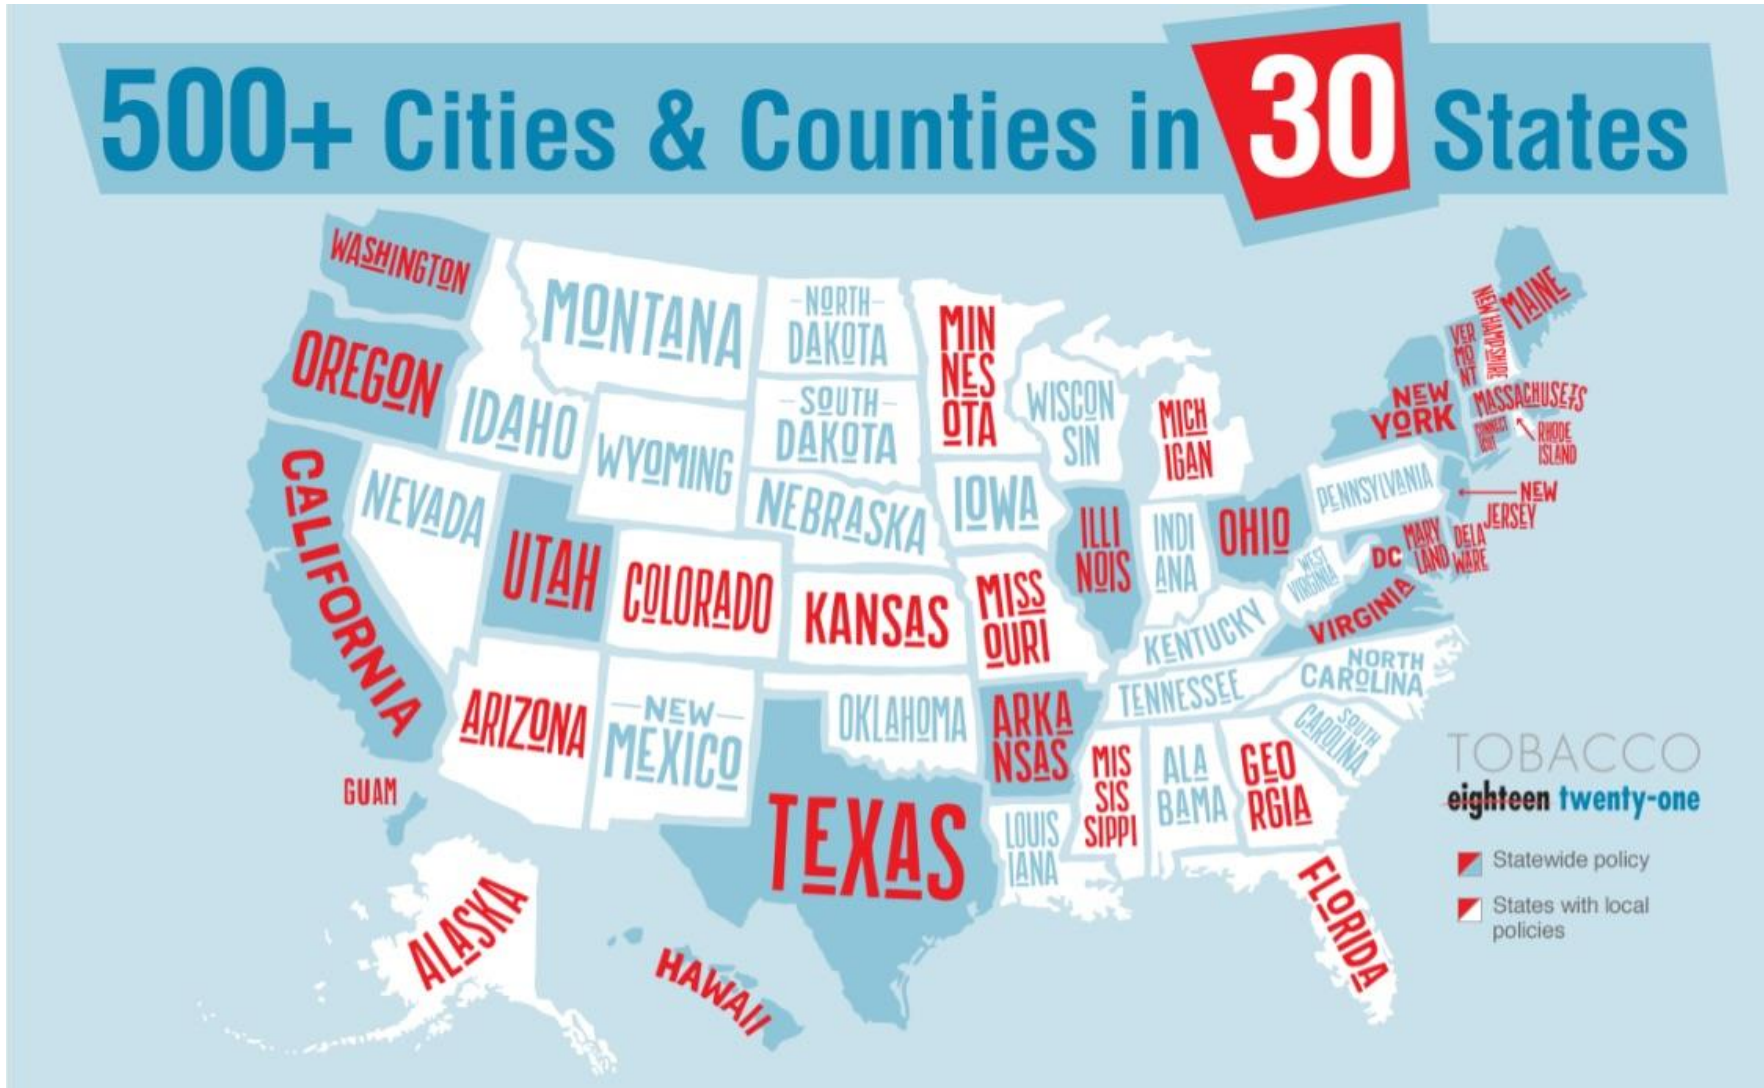 500+ Cities & Counties in 30 States
WASHINGTON
OREGON
CALIFORNIA
MONTANA
IDAHO
WYOMING
NEVADA
UTAH
COLORADO
ARIZONA
NEW
MEXICO
NORTH
DAKOTA
SOUTH
DAKOTA
NEBRASKA
KANSAS
OKLAHOMA
TEXAS
MIN
NES
OTA
IOWA
MISS
OURI
ARKA
NSAS
LOUIS
IANA
WISCON
SIN
ILLI
NOIS
MICH
IGAN
INDI
ANA
OHIO
KENTUCKY
TENNESSEE
MIS
SIS
SIPPI
ALA
BAMA
GEO
RGIA
FLORIDA
SOUTH
CAROLINA
NORTH
CAROLINA
VIRGINIA
WEST
VIRGINIA
PENNSYLVANIA
NEW
YORK
VER
MO
NT
NEW HAMPSHIRE
MAINE
MASSACHUSETS
CONNECT
ICUT
RHODE
ISLAND
NEW
JERSEY
DC
MARY
LAND
DELA
WARE
GUAM
ALASKA
HAWAII
TOBACCO
eighteen twenty-one
Statewide policy
States with local
policies